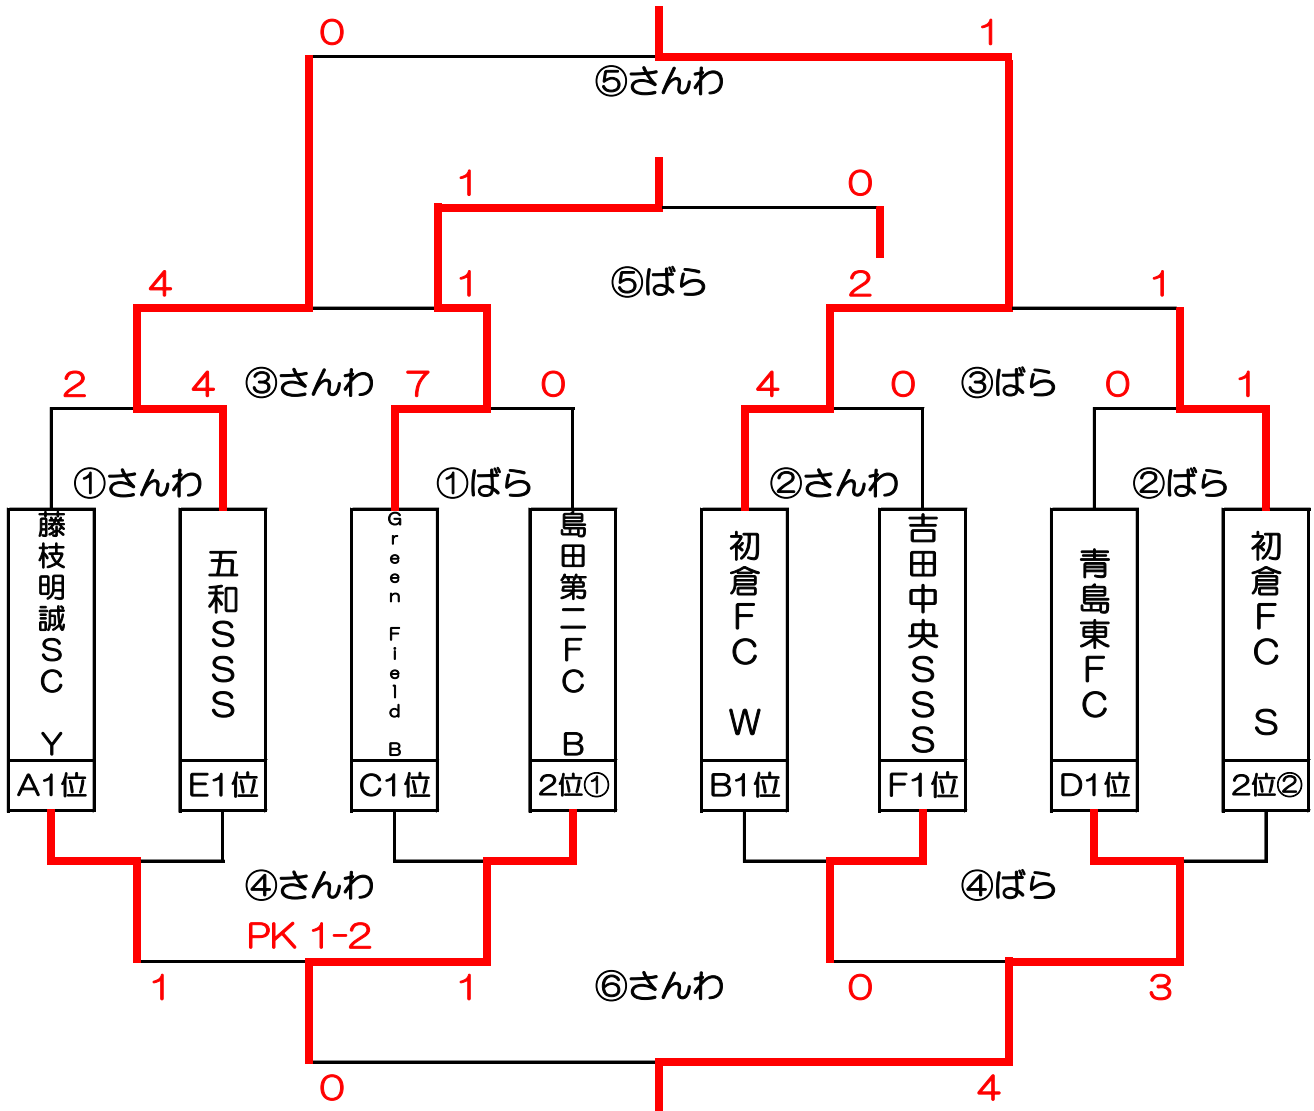 0 1
⑤さんわ
1 0
⑤ばら
4 1 2 1
③さんわ ③ばら
2 4 7 0 4 0 0 1
①さんわ ①ばら ②さんわ ②ばら
藤枝明誠SC Y
五和SSS
Green Field B
島田第二FC B
初倉FC W
吉田中央SSS
青島東FC
初倉FC S
A1位 E1位 C1位 2位① B1位 F1位 D1位 2位②
④さんわ ④ばら
PK 1-2
1 1 0 3
⑥さんわ
0 4